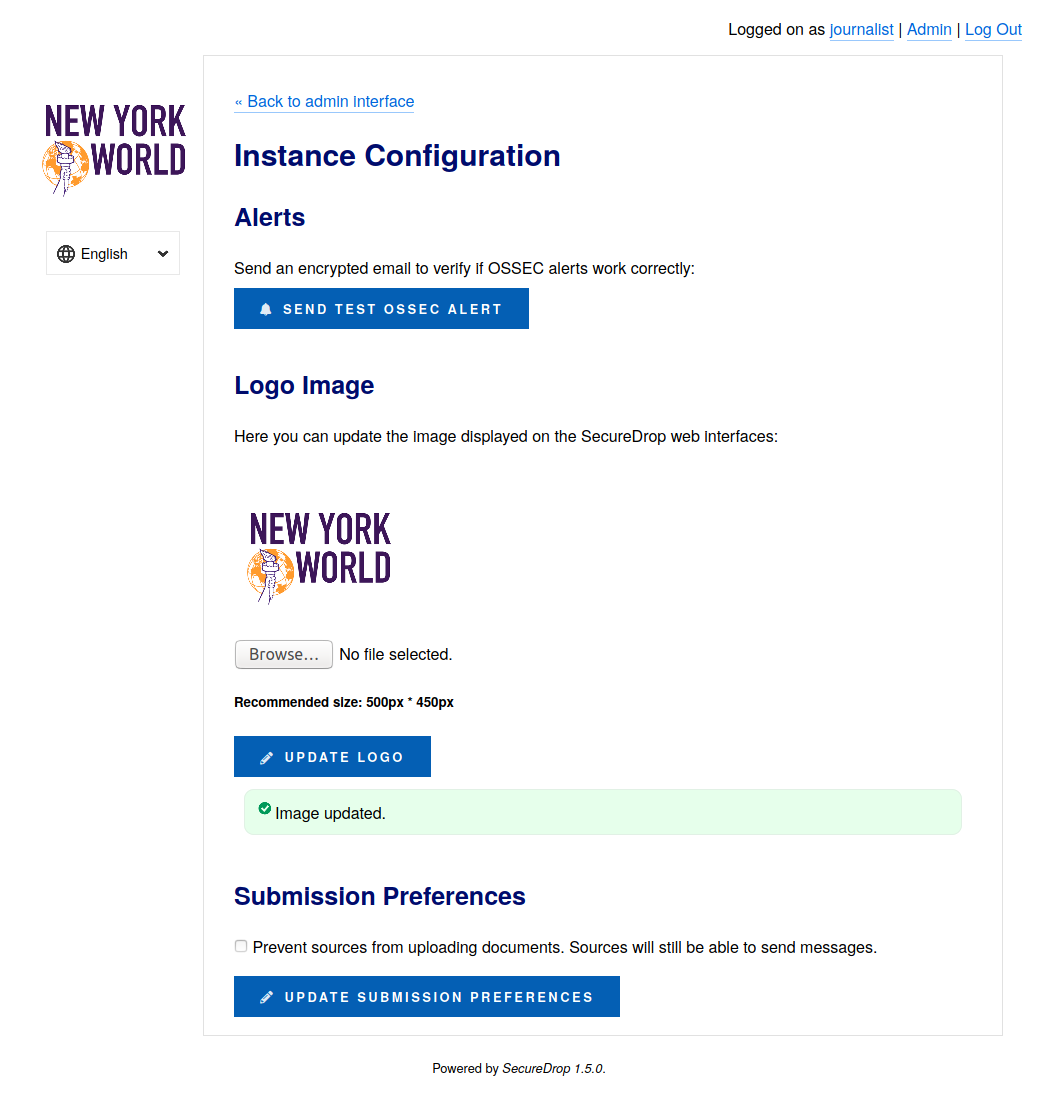 Logged on as journalist | Admin | Log Out
NEW YORK
WORLD
English
« Back to admin interface
Instance Configuration
Alerts
Send an encrypted email to verify if OSSEC alerts work correctly:
SEND TEST OSSEC ALERT
Logo Image
Here you can update the image displayed on the SecureDrop web interfaces:
NEW YORK
WORLD
Browse... No file selected.
Recommended size: 500px * 450px
UPDATE LOGO
Image updated.
Submission Preferences
Prevent sources from uploading documents. Sources will still be able to send messages.
UPDATE SUBMISSION PREFERENCES
Powered by SecureDrop 1.5.0.